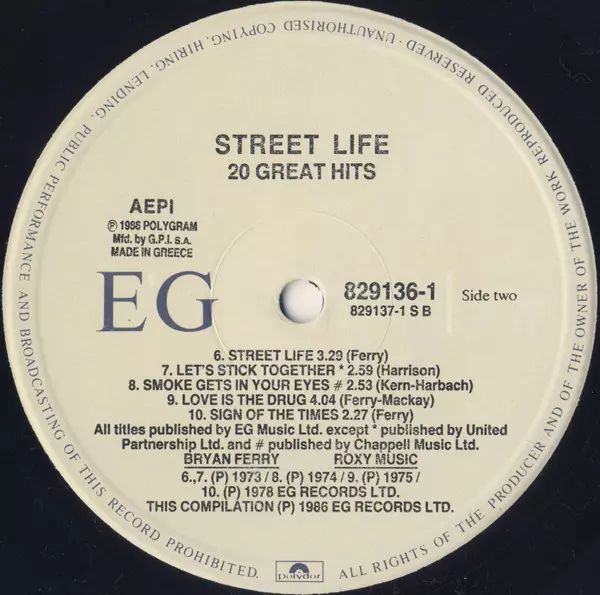 STREET LIFE
20 GREAT HITS
AEPI
℗ 1986 POLYGRAM
Mfd. by G.P.I. S.A.
MADE IN GREECE
EG
829136-1
829137-1 S B
Side two
6. STREET LIFE 3.29 (Ferry)
7. LET'S STICK TOGETHER * 2.59 (Harrison)
8. SMOKE GETS IN YOUR EYES # 2.53 (Kern-Harbach)
9. LOVE IS THE DRUG 4.04 (Ferry-Mackay)
10. SIGN OF THE TIMES 2.27 (Ferry)
All titles published by EG Music Ltd. except * published by United
Partnership Ltd. and # published by Chappell Music Ltd.
BRYAN FERRY ROXY MUSIC
6.,7. (P) 1973 / 8. (P) 1974 / 9. (P) 1975 /
10. (P) 1978 EG RECORDS LTD.
THIS COMPILATION (P) 1986 EG RECORDS LTD.
Polydor
ALL RIGHTS OF THE PRODUCER AND OF THE OWNER OF THE WORK REPRODUCED RESERVED · UNAUTHORISED COPYING, HIRING, LENDING, PUBLIC PERFORMANCE AND BROADCASTING OF THIS RECORD PROHIBITED.